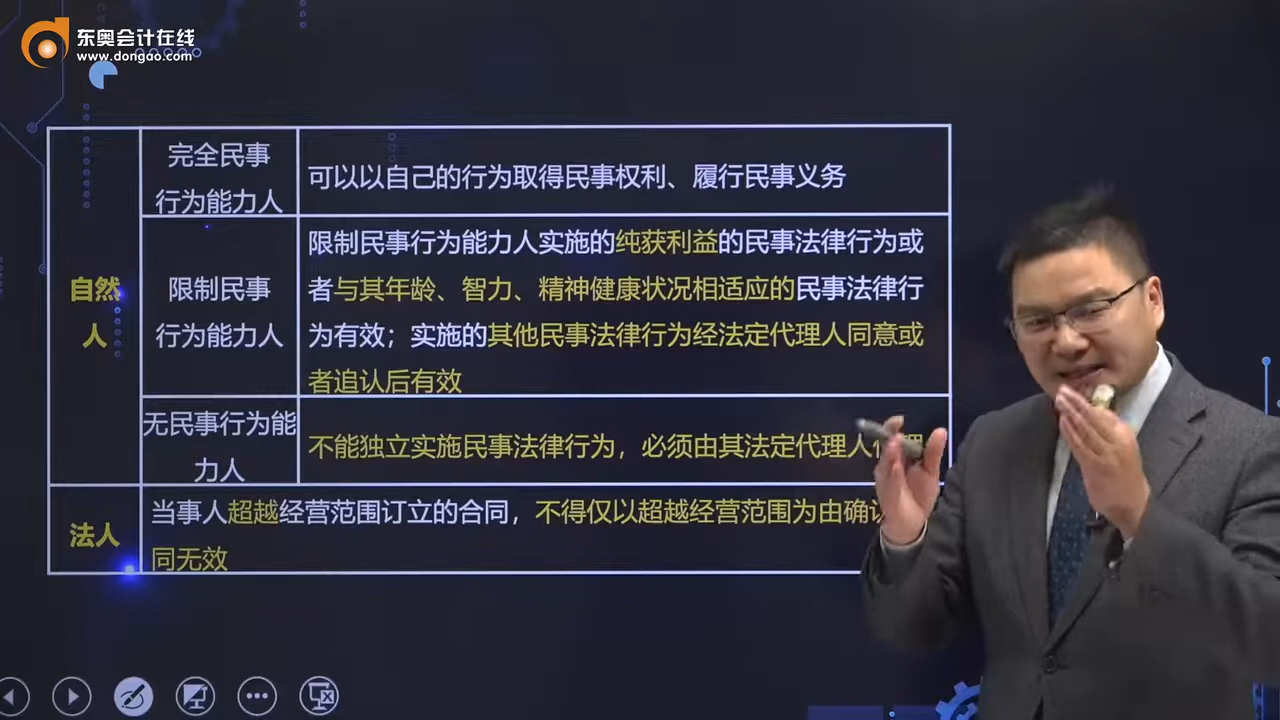 东奥会计在线
www.dongao.com
完全民事
行为能力人
可以以自己的行为取得民事权利、履行民事义务
自然
人
限制民事
行为能力人
限制民事行为能力人实施的纯获利益的民事法律行为或
者与其年龄、智力、精神健康状况相适应的民事法律行
为有效；实施的其他民事法律行为经法定代理人同意或
者追认后有效
无民事行为能
力人
不能独立实施民事法律行为，必须由其法定代理人
法人
当事人超越经营范围订立的合同，不得仅以超越经营范围为由确
同无效